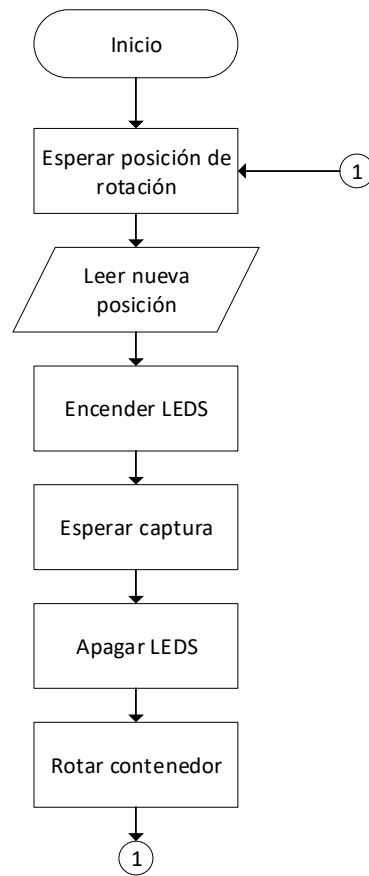 Inicio
Esperar posición de
rotación
1
Leer nueva
posición
Encender LEDS
Esperar captura
Apagar LEDS
Rotar contenedor
1